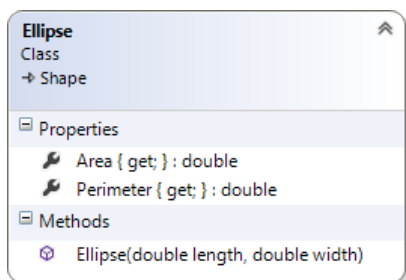 Ellipse
Class
→ Shape
Properties
Area { get; } : double
Perimeter { get; } : double
Methods
Ellipse(double length, double width)